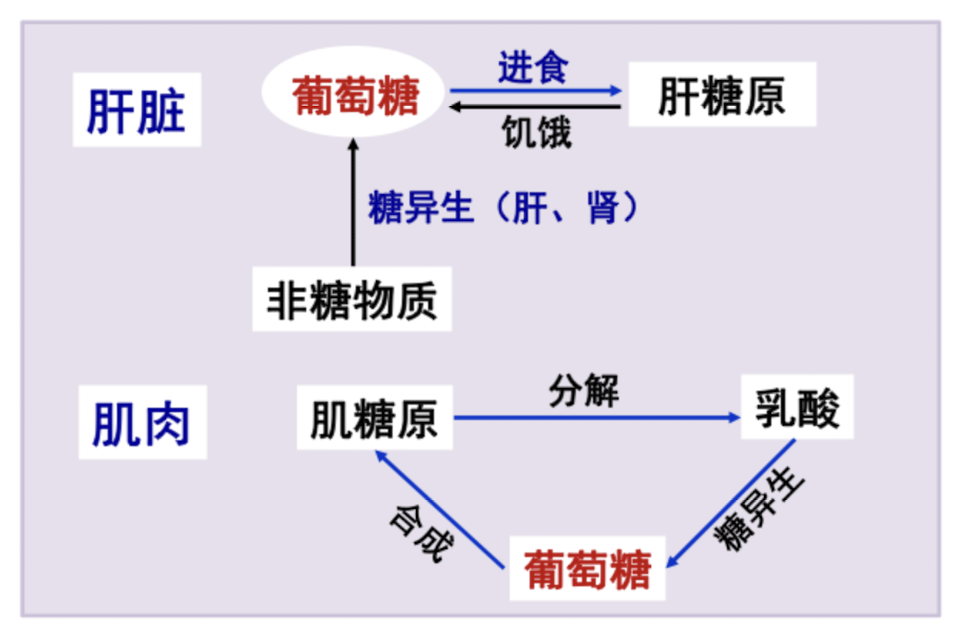 肝脏
葡萄糖
进食
饥饿
肝糖原
糖异生（肝、肾）
非糖物质
肌肉
肌糖原
分解
乳酸
合成
糖异生
葡萄糖